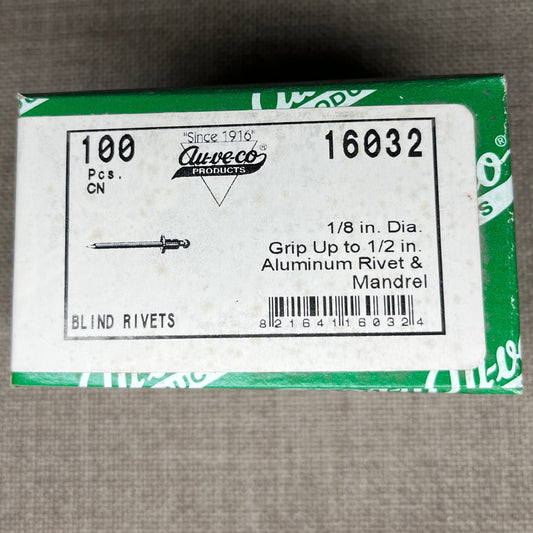 100
Pcs.
CN
"Since 1916"
Au-ve-co®
PRODUCTS
16032
1/8 in. Dia.
Grip Up to 1/2 in.
Aluminum Rivet &
Mandrel
BLIND RIVETS
8 21641 16032 4